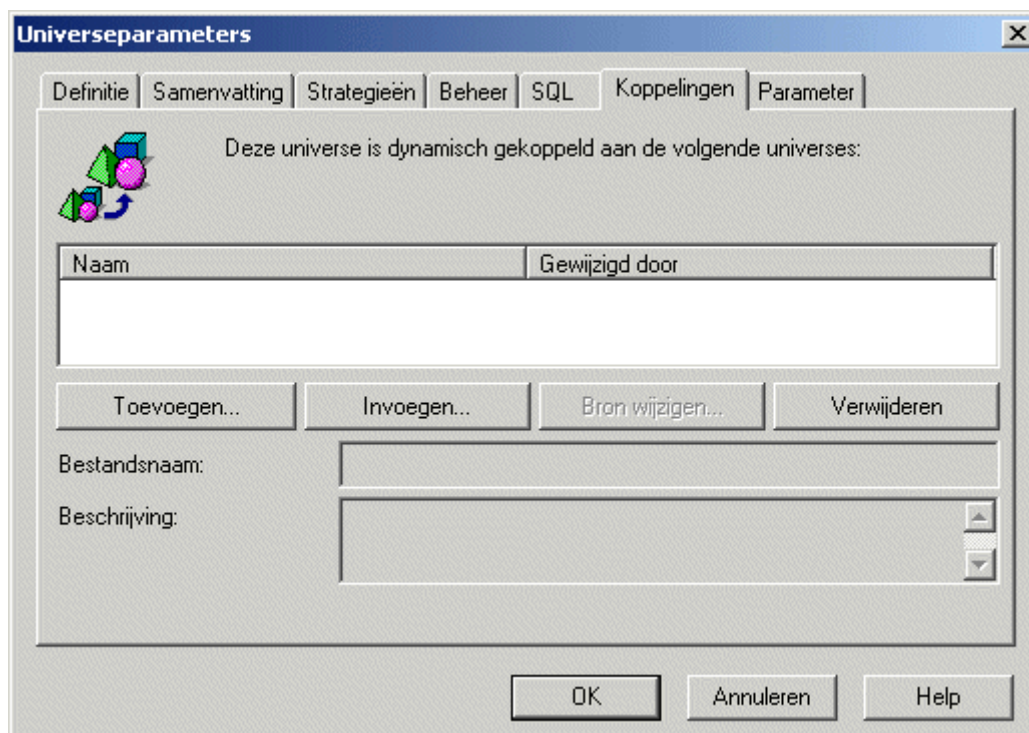 Universeparameters
Definitie Samenvatting Strategieën Beheer SQL Koppelingen Parameter
Deze universe is dynamisch gekoppeld aan de volgende universes:
Naam Gewijzigd door
Toevoegen... Invoegen... Bron wijzigen... Verwijderen
Bestandsnaam:
Beschrijving:
OK Annuleren Help